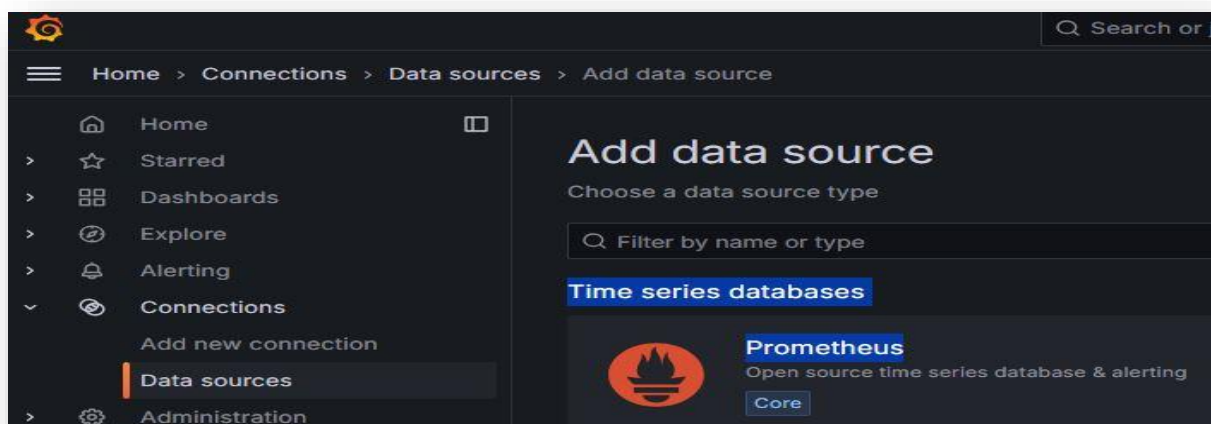 Search or
Home > Connections > Data sources > Add data source
Home
Starred
Dashboards
Explore
Alerting
Connections
Add new connection
Data sources
Administration
Add data source
Choose a data source type
Filter by name or type
Time series databases
Prometheus
Open source time series database & alerting
Core